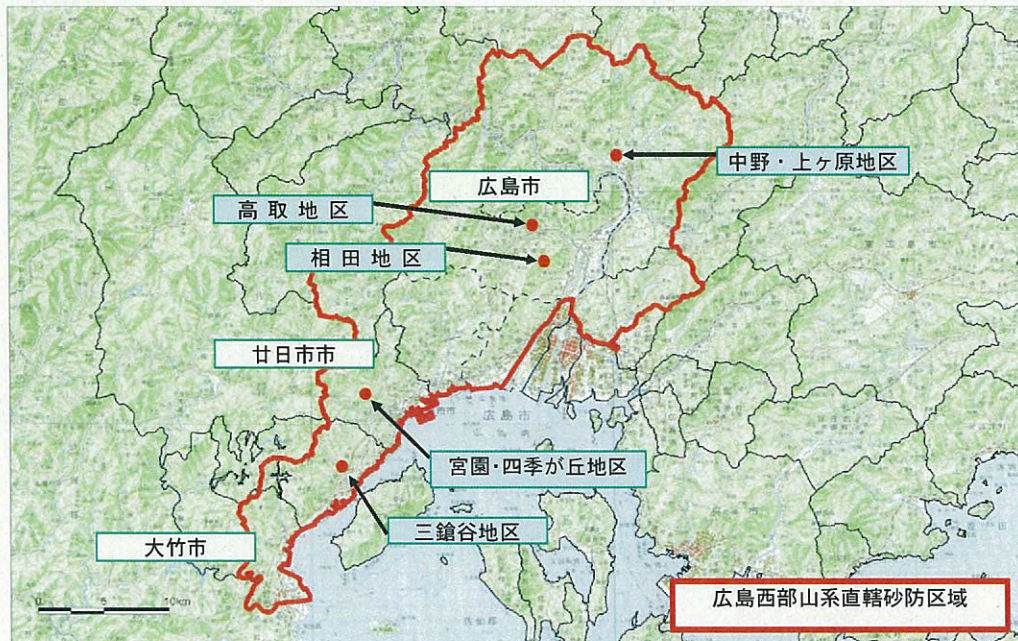 中野・上ヶ原地区
広島市
高取地区
相田地区
廿日市市
広島市
宮園・四季が丘地区
三鎗谷地区
大竹市
0 5 10km
広島西部山系直轄砂防区域